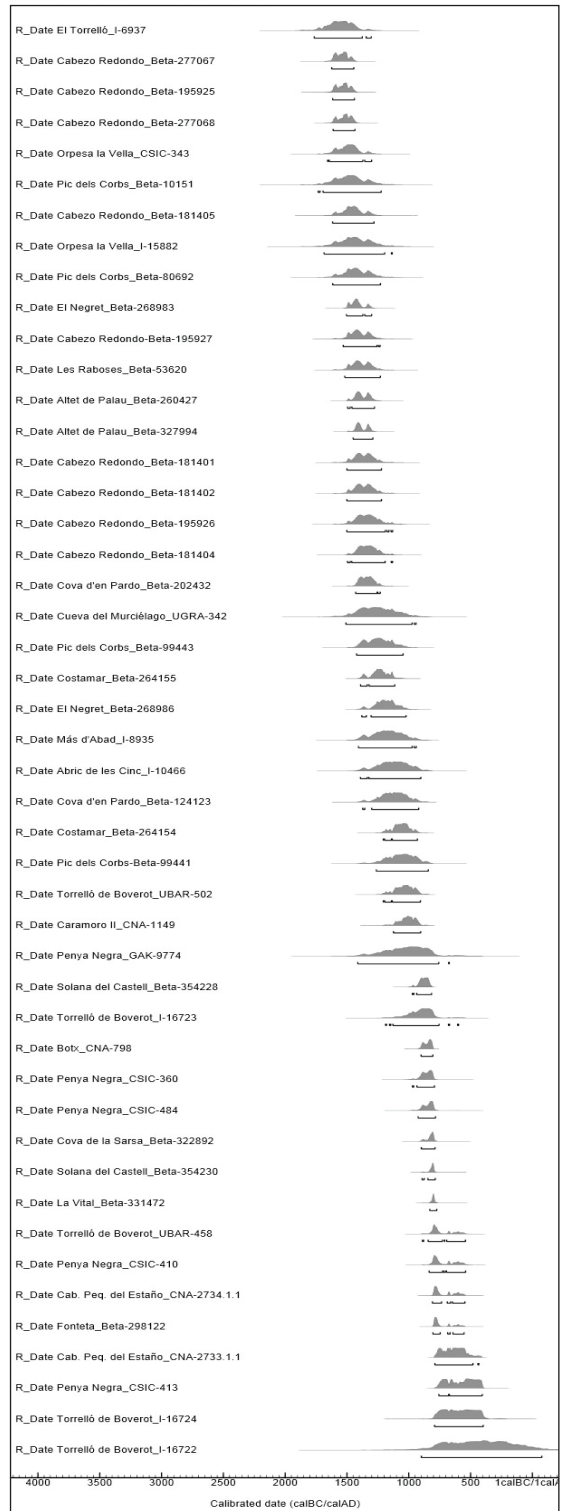 R_Date El Torrelló_I-6937
R_Date Cabezo Redondo_Beta-277067
R_Date Cabezo Redondo_Beta-195925
R_Date Cabezo Redondo_Beta-277068
R_Date Orpesa la Vella_CSIC-343
R_Date Pic dels Corbs_Beta-10151
R_Date Cabezo Redondo_Beta-181405
R_Date Orpesa la Vella_I-15882
R_Date Pic dels Corbs_Beta-80692
R_Date El Negret_Beta-268983
R_Date Cabezo Redondo-Beta-195927
R_Date Les Raboses_Beta-53620
R_Date Altet de Palau_Beta-260427
R_Date Altet de Palau_Beta-327994
R_Date Cabezo Redondo_Beta-181401
R_Date Cabezo Redondo_Beta-181402
R_Date Cabezo Redondo_Beta-195926
R_Date Cabezo Redondo_Beta-181404
R_Date Cova d'en Pardo_Beta-202432
R_Date Cueva del Murciélago_UGRA-342
R_Date Pic dels Corbs_Beta-99443
R_Date Costamar_Beta-264155
R_Date El Negret_Beta-268986
R_Date Más d'Abad_I-8935
R_Date Abric de les Cinc_I-10466
R_Date Cova d'en Pardo_Beta-124123
R_Date Costamar_Beta-264154
R_Date Pic dels Corbs-Beta-99441
R_Date Torrelló de Boverot_UBAR-502
R_Date Caramoro II_CNA-1149
R_Date Penya Negra_GAK-9774
R_Date Solana del Castell_Beta-354228
R_Date Torrelló de Boverot_I-16723
R_Date Botx_CNA-798
R_Date Penya Negra_CSIC-360
R_Date Penya Negra_CSIC-484
R_Date Cova de la Sarsa_Beta-322892
R_Date Solana del Castell_Beta-354230
R_Date La Vital_Beta-331472
R_Date Torrelló de Boverot_UBAR-458
R_Date Penya Negra_CSIC-410
R_Date Cab. Peq. del Estaño_CNA-2734.1.1
R_Date Fonteta_Beta-298122
R_Date Cab. Peq. del Estaño_CNA-2733.1.1
R_Date Penya Negra_CSIC-413
R_Date Torrelló de Boverot_I-16724
R_Date Torrelló de Boverot_I-16722
4000 3500 3000 2500 2000 1500 1000 500 1calBC/1calA
Calibrated date (calBC/calAD)